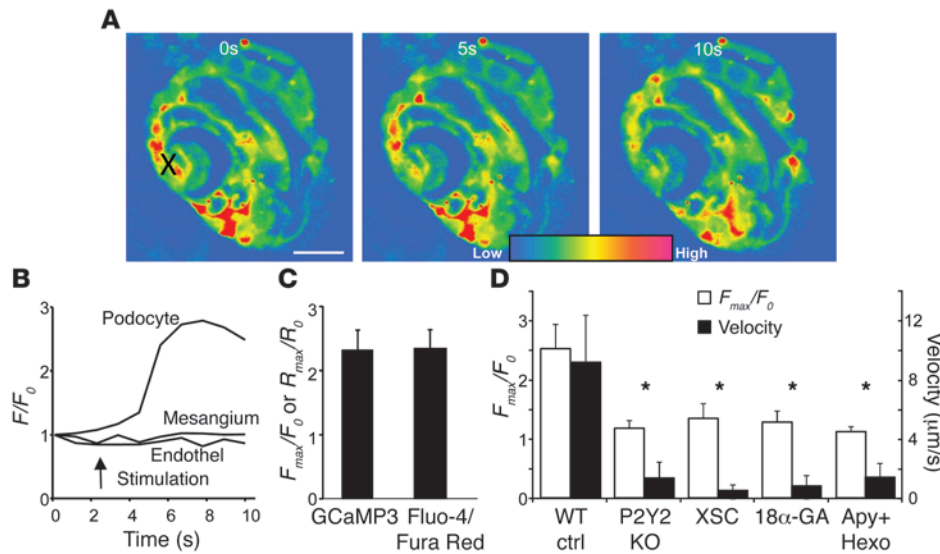 A
0s
5s
10s
X
Low
High
B
F/F0
3
2
1
0
Podocyte
Mesangium
Endothel
Stimulation
0 2 4 6 8 10
Time (s)
C
Fmax/F0 or Rmax/R0
3
2
1
0
GCaMP3
Fluo-4/
Fura Red
D
Fmax/F0
Velocity
Fmax/F0
3
2
1
0
* * * *
12
9
6
3
0
Velocity (μm/s)
WT
ctrl
P2Y2
KO
XSC
18α-GA
Apy+
Hexo